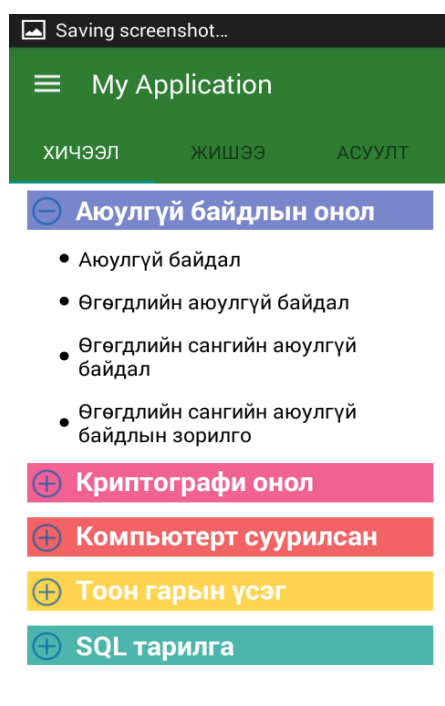 Saving screenshot...
My Application
ХИЧЭЭЛ ЖИШЭЭ АСУУЛТ
Аюулгүй байдлын онол
Аюулгүй байдал
Өгөгдлийн аюулгүй байдал
Өгөгдлийн сангийн аюулгүй
байдал
Өгөгдлийн сангийн аюулгүй
байдлын зорилго
Криптографи онол
Компьютерт суурилсан
Тоон гарын үсэг
SQL тарилга